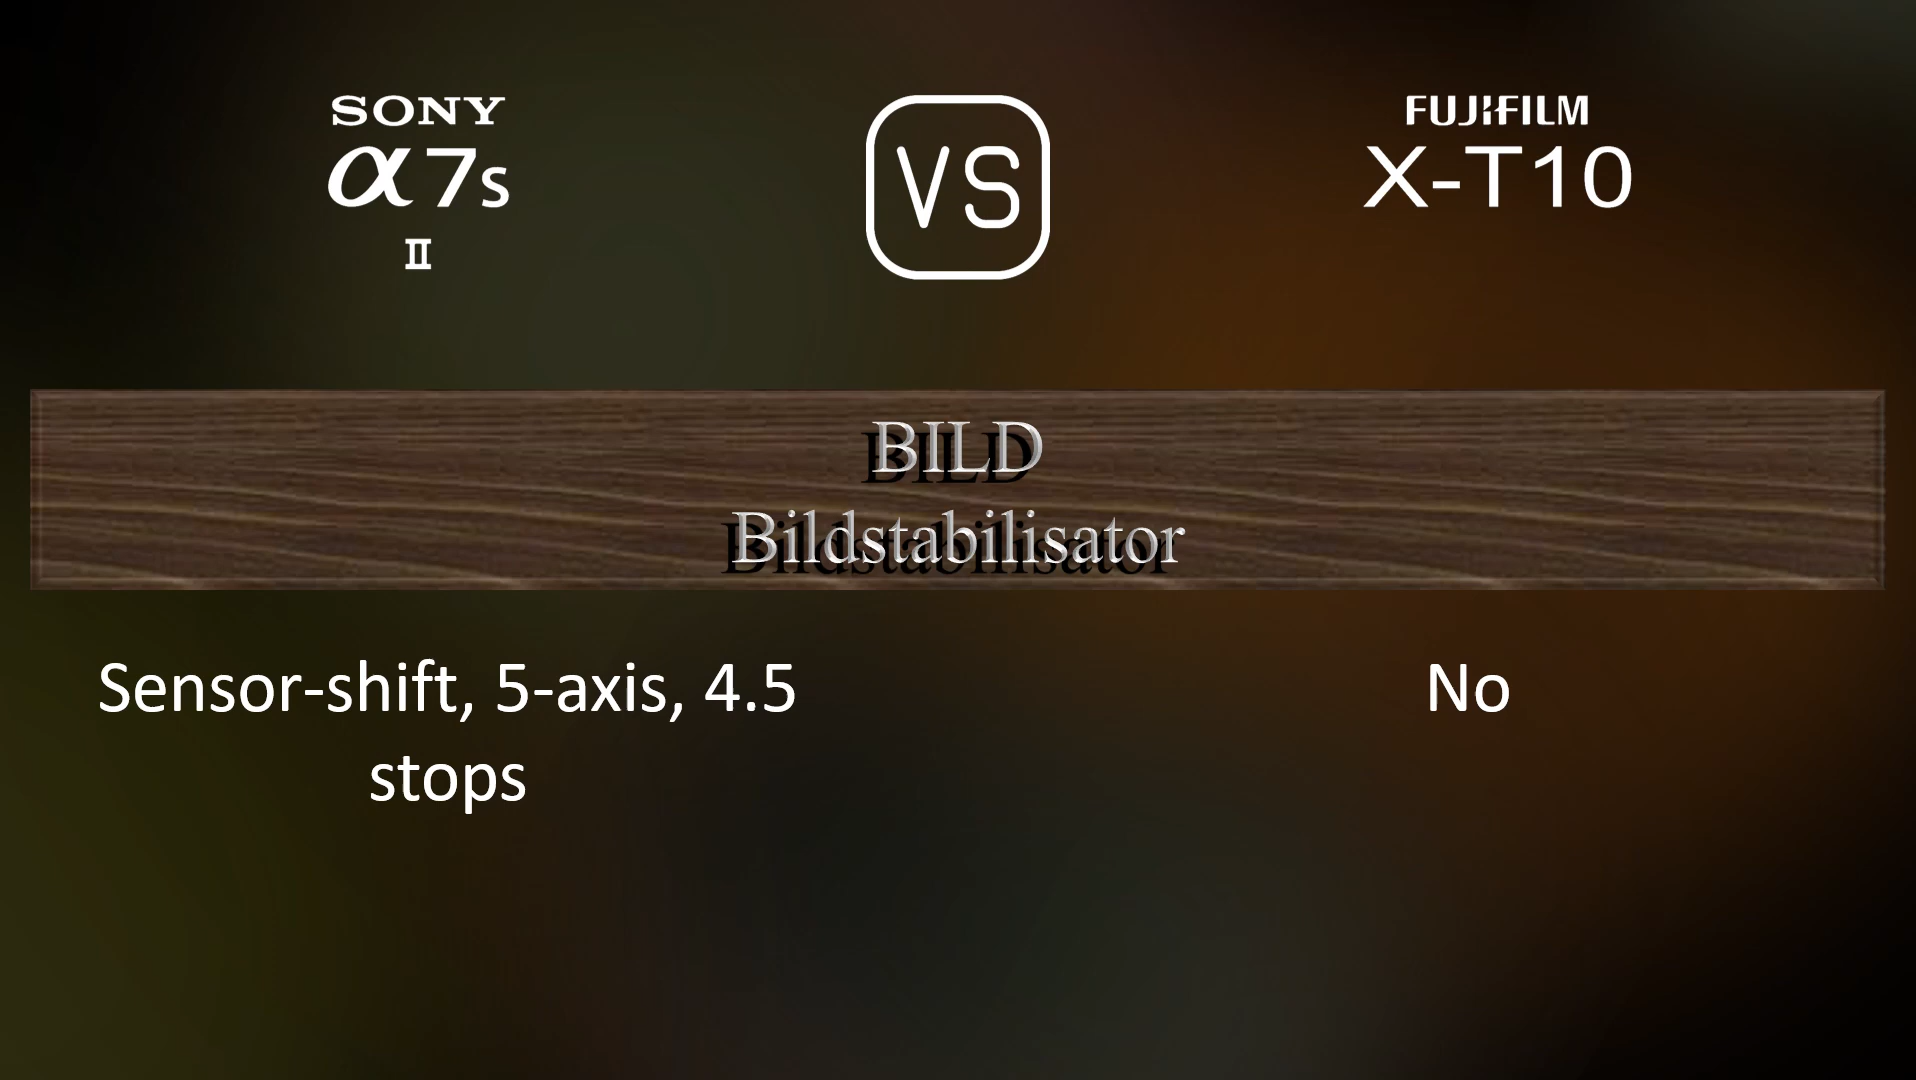 SONY
α7s
II
VS
FUJIFILM
X-T10
BILD
Bildstabilisator
Sensor-shift, 5-axis, 4.5
stops
No